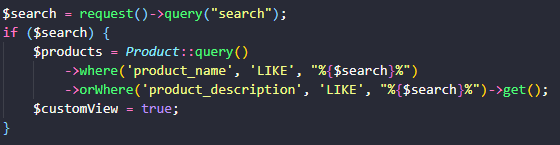 $search = request()->query("search");
if ($search) {
    $products = Product::query()
        ->where('product_name', 'LIKE', "%{$search}%")
        ->orWhere('product_description', 'LIKE', "%{$search}%")->get();
    $customView = true;
}